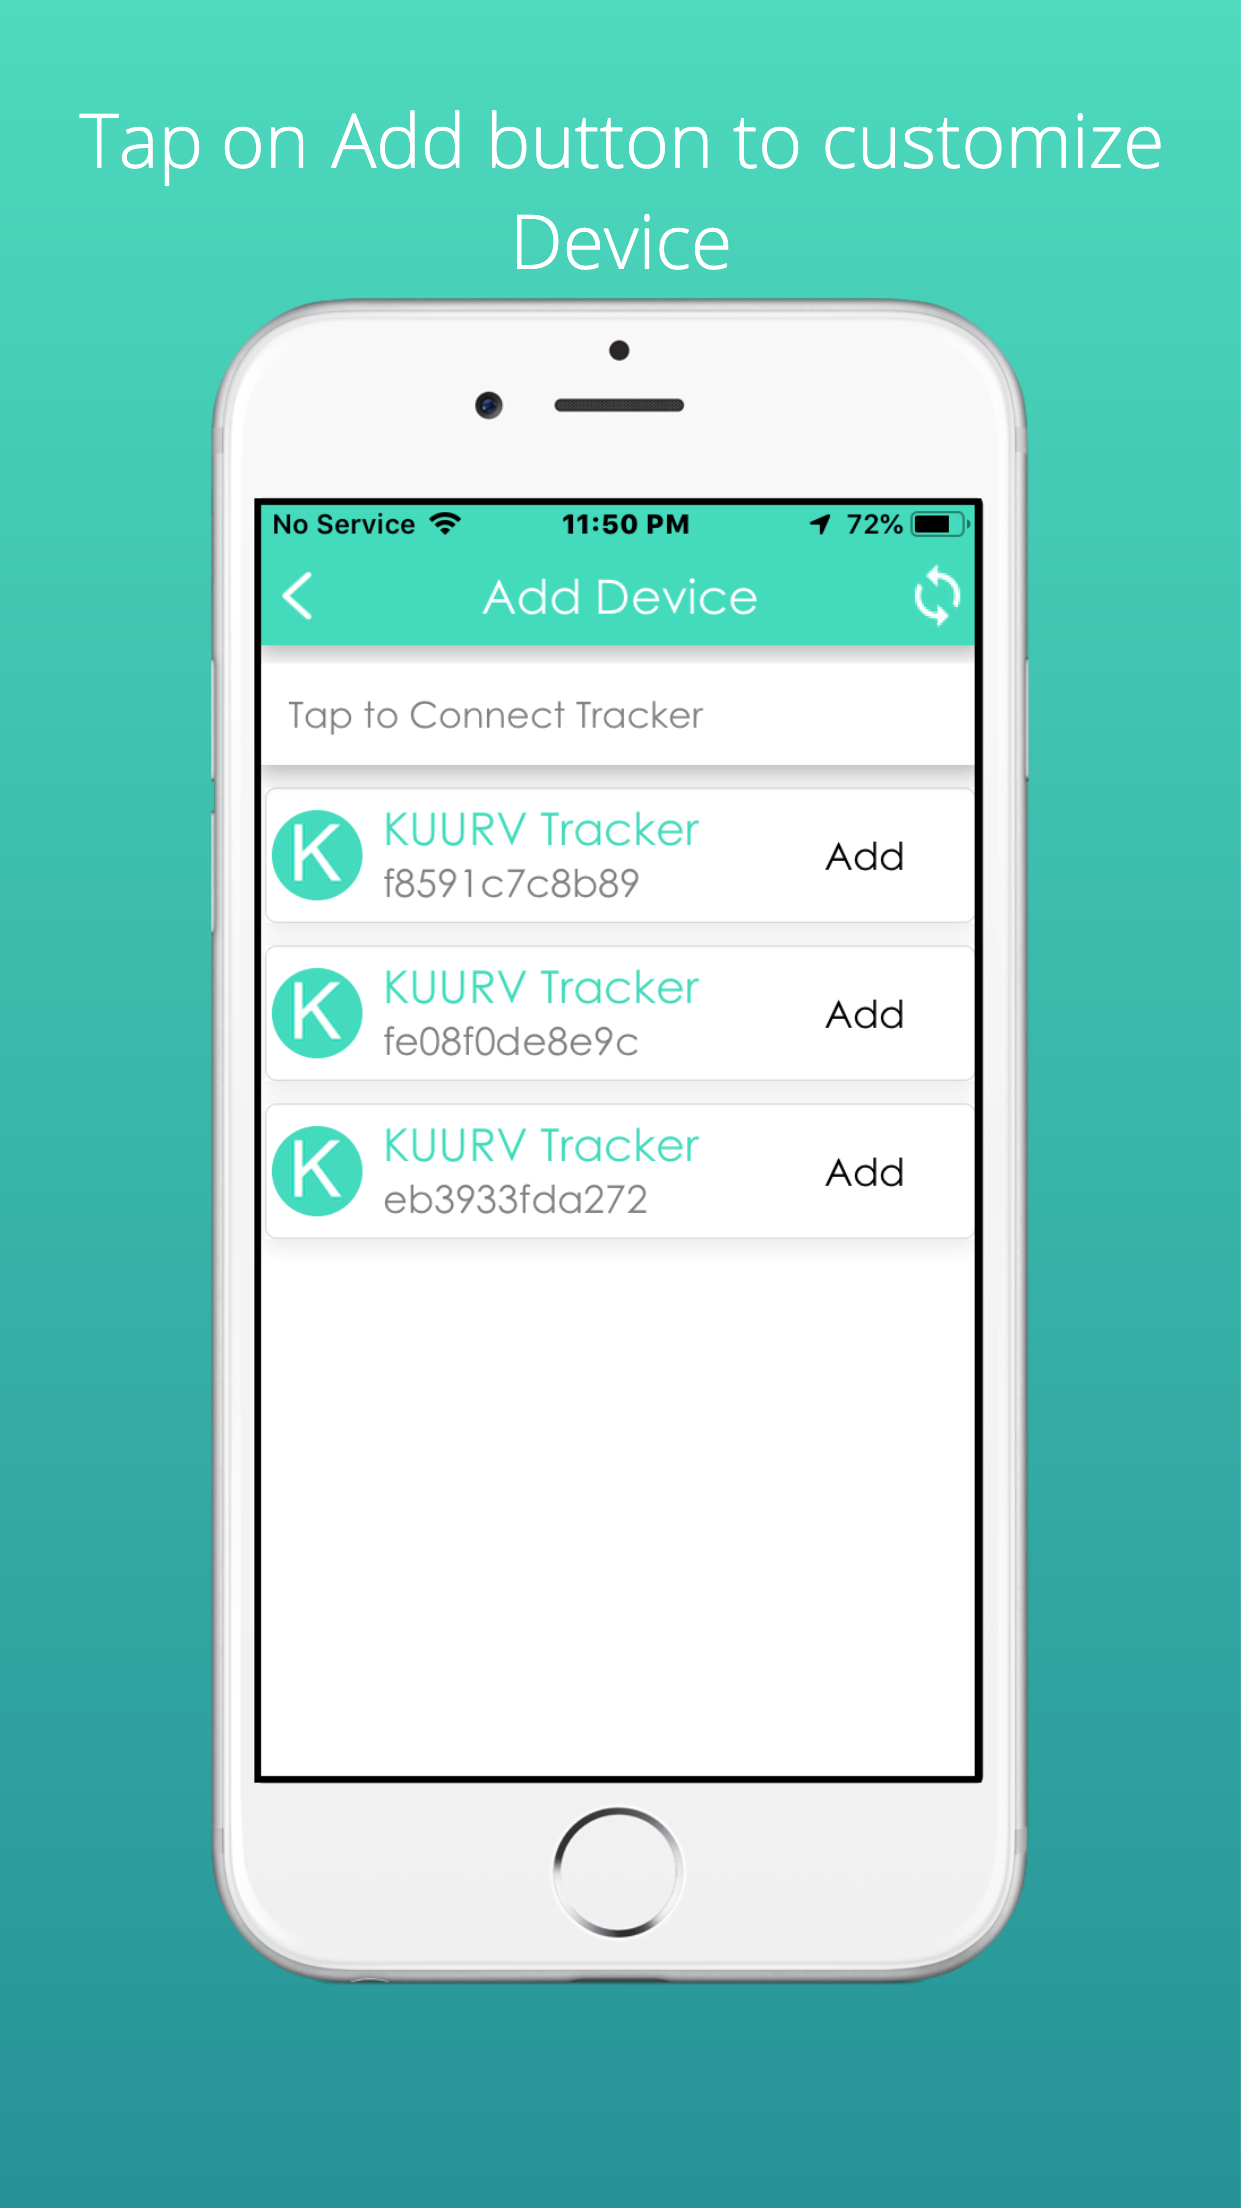 Tap on Add button to customize
Device
No Service 11:50 PM 72%
Add Device
Tap to Connect Tracker
K KUURV Tracker
f8591c7c8b89
Add
K KUURV Tracker
fe08f0de8e9c
Add
K KUURV Tracker
eb3933fda272
Add